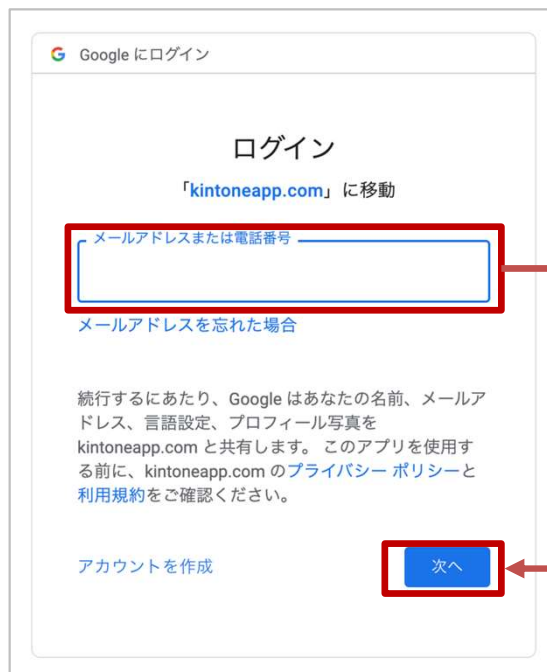 Google にログイン
ログイン
「kintoneapp.com」に移動
メールアドレスまたは電話番号
メールアドレスを忘れた場合
続行するにあたり、Google はあなたの名前、メールア
ドレス、言語設定、プロフィール写真を
kintoneapp.com と共有します。 このアプリを使用す
る前に、kintoneapp.com のプライバシー ポリシーと
利用規約をご確認ください。
アカウントを作成
次へ